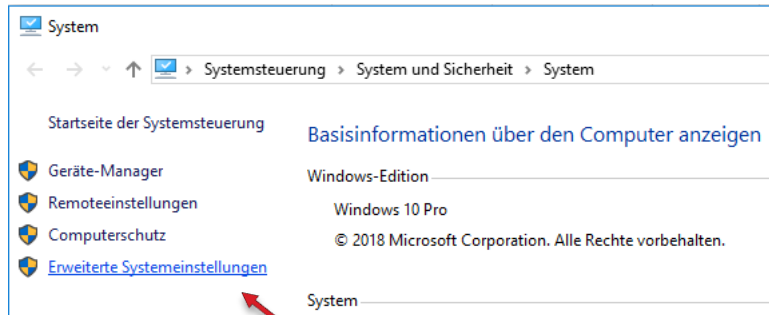 System
Systemsteuerung > System und Sicherheit > System
Startseite der Systemsteuerung
Geräte-Manager
Remoteeinstellungen
Computerschutz
Erweiterte Systemeinstellungen
Basisinformationen über den Computer anzeigen
Windows-Edition
Windows 10 Pro
© 2018 Microsoft Corporation. Alle Rechte vorbehalten.
System